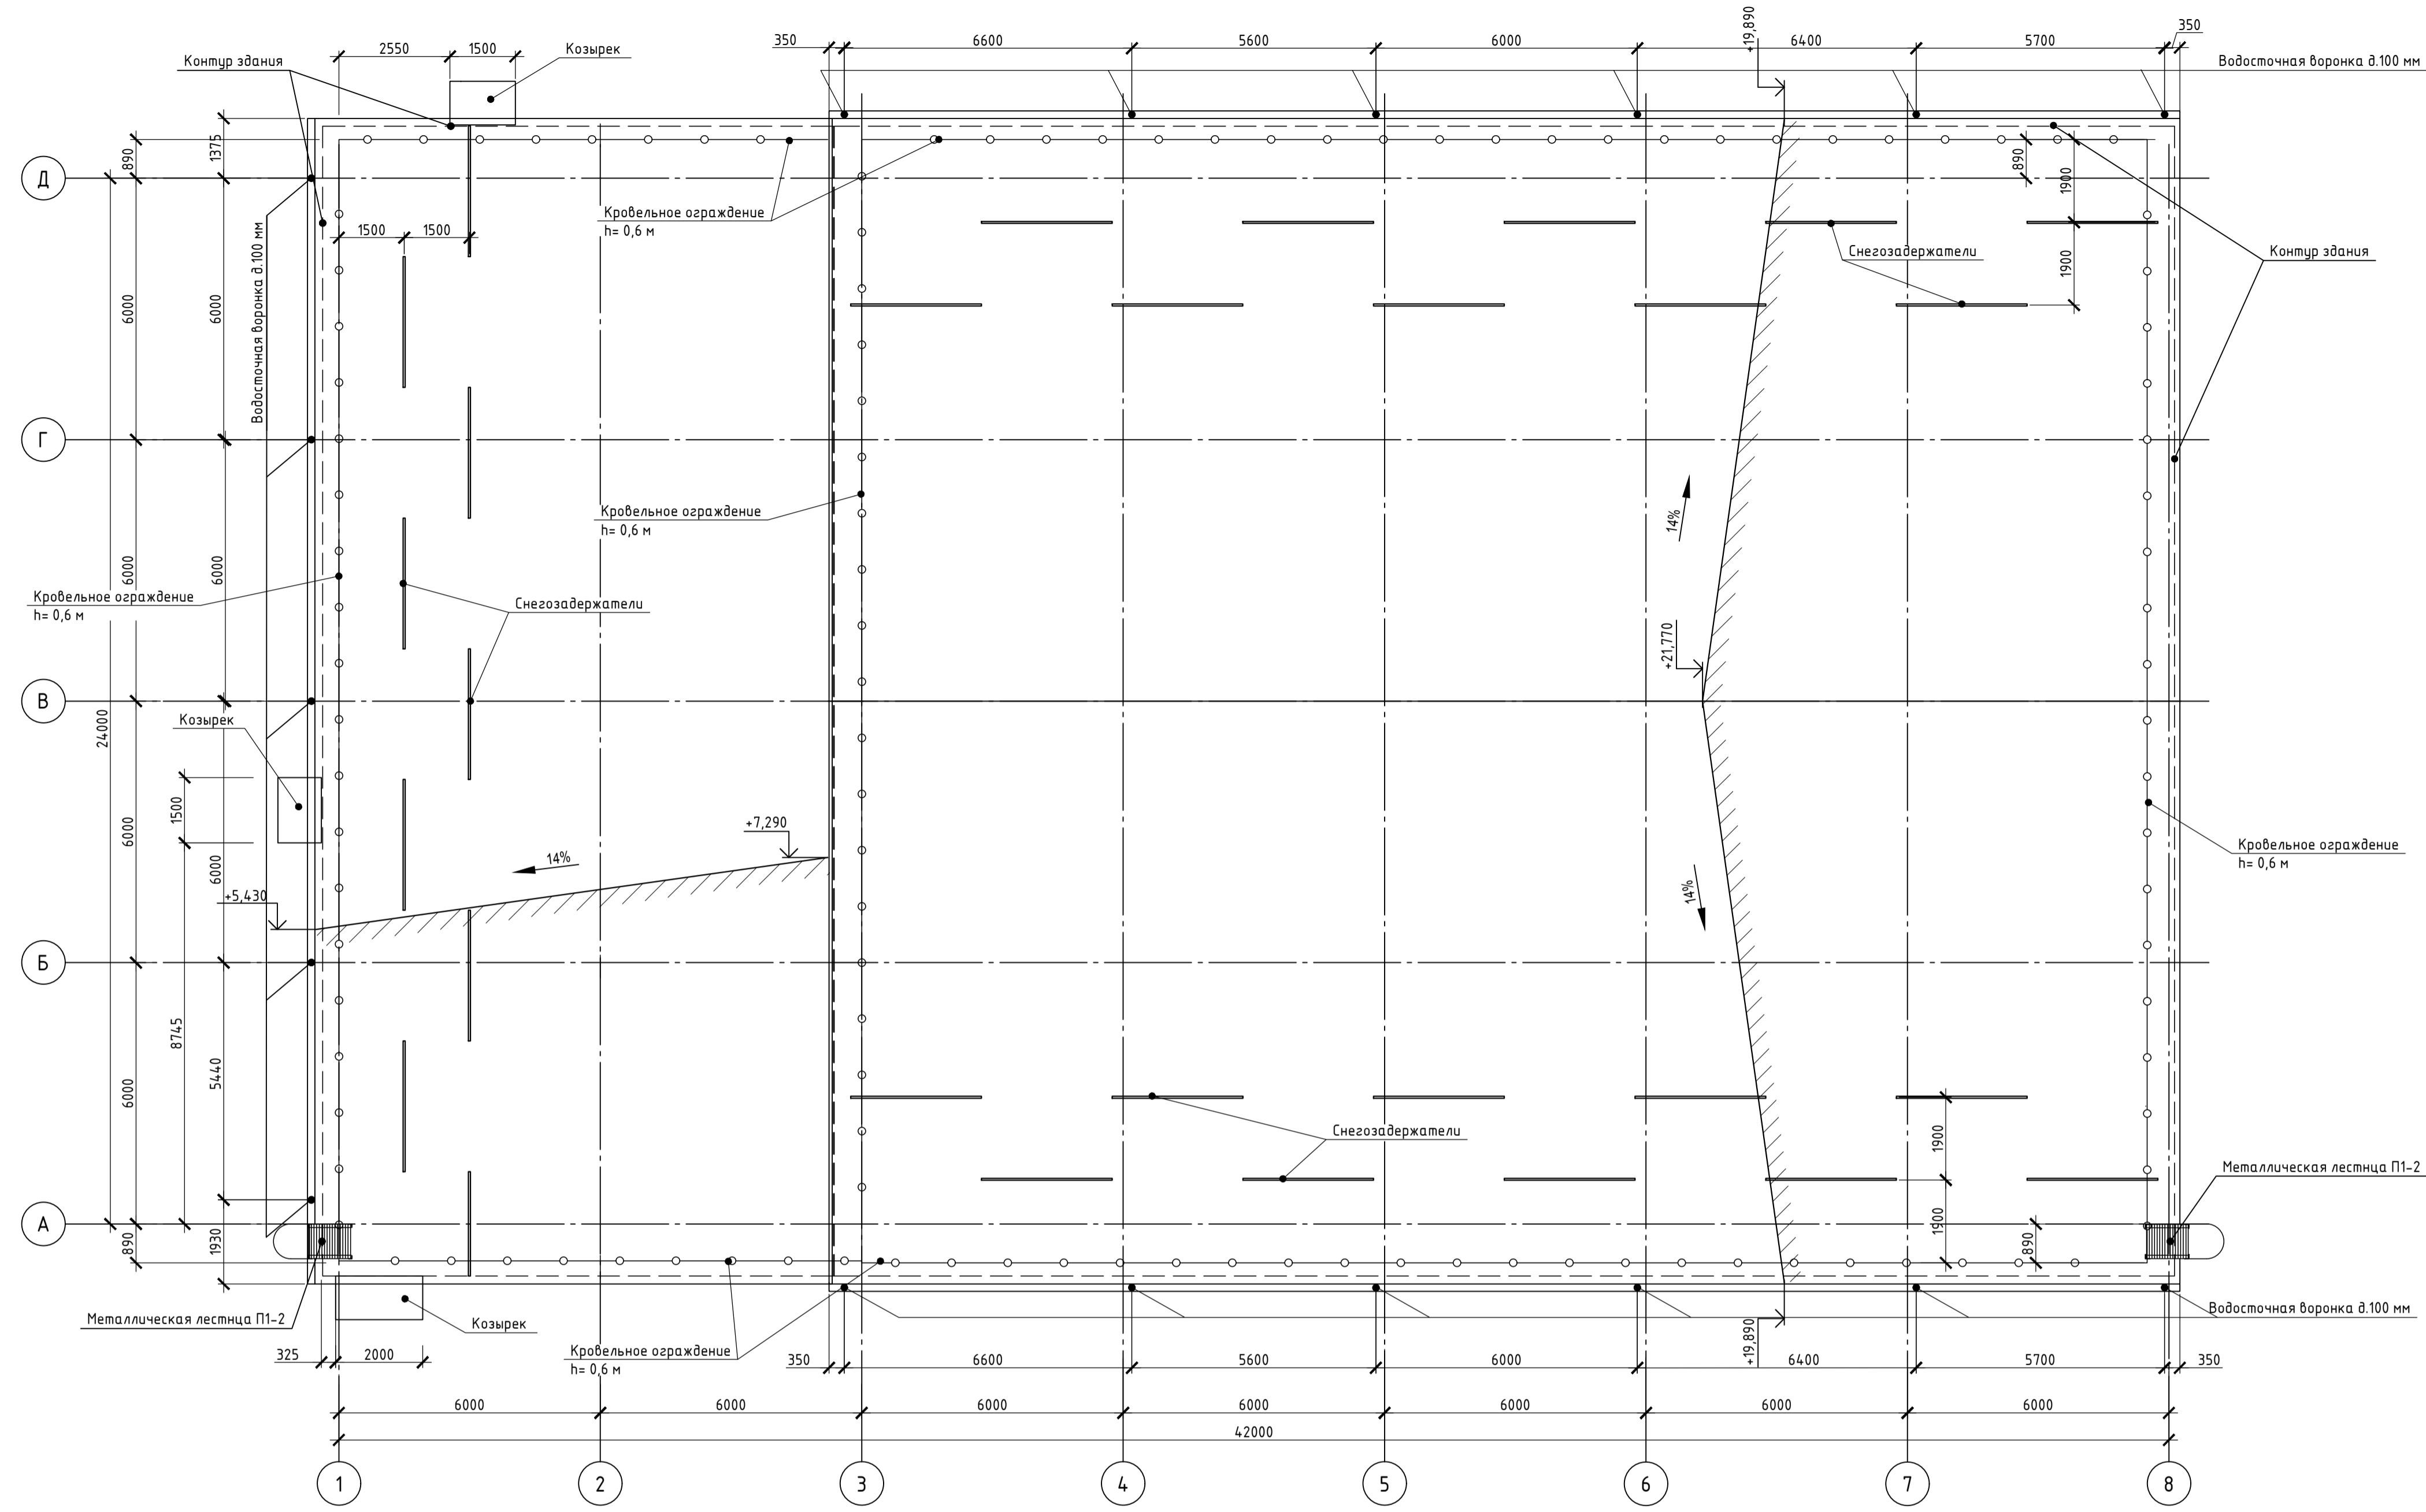 350
6600
5600
6000
6400
5700
350
+19,890
2550
1500
Козырек
Контур здания
Водосточная воронка д.100 мм
890
1375
Д
Кровельное ограждение
h= 0,6 м
1500
1500
Водосточная воронка д.100 мм
890
1900
1900
Снегозадержатели
Контур здания
6000
6000
Г
Кровельное ограждение
h= 0,6 м
14%
6000
6000
Кровельное ограждение
h= 0,6 м
Снегозадержатели
+21,770
В
24000
Козырек
1500
6000
6000
+7,290
14%
+5,430
14%
Кровельное ограждение
h= 0,6 м
Б
8745
5440
6000
1900
Снегозадержатели
Металлическая лестнца П1-2
А
890
1930
1900
890
Металлическая лестнца П1-2
Козырек
Водосточная воронка д.100 мм
325
2000
Кровельное ограждение
h= 0,6 м
+19,890
350
6600
5600
6000
6400
5700
350
6000
6000
6000
6000
6000
6000
6000
42000
1
2
3
4
5
6
7
8